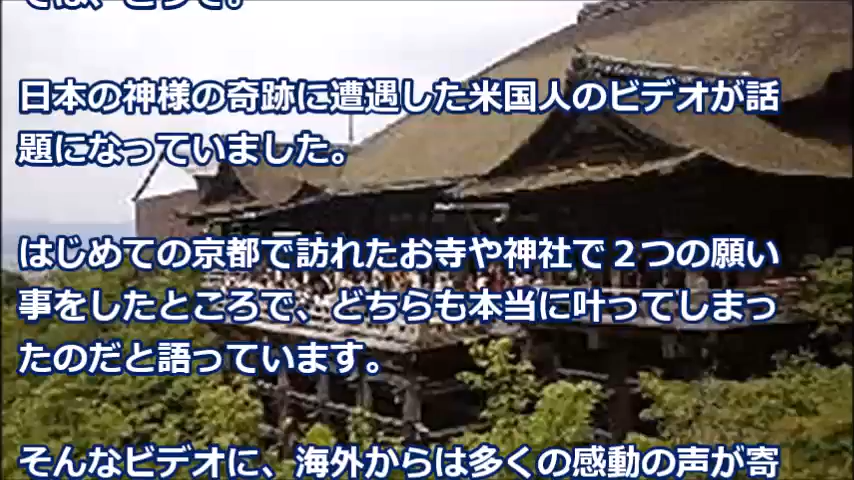 では、どうぞ。
日本の神様の奇跡に遭遇した米国人のビデオが話
題になっていました。
はじめての京都で訪れたお寺や神社で２つの願い
事をしたところで、どちらも本当に叶ってしまっ
たのだと語っています。
そんなビデオに、海外からは多くの感動の声が寄